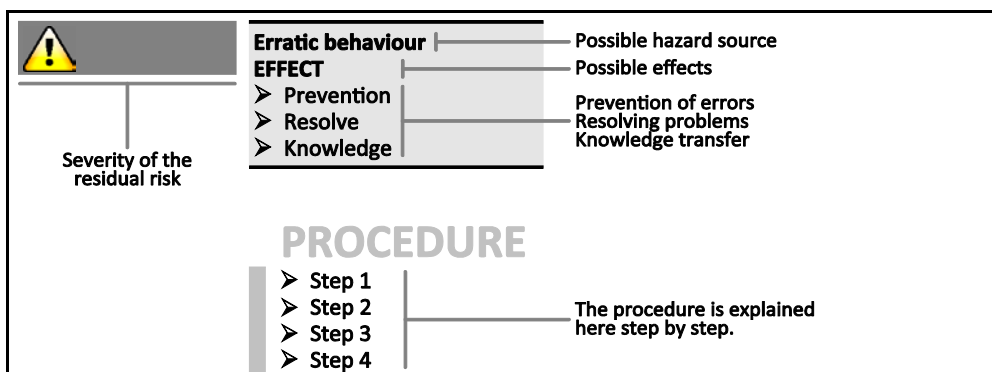 Erratic behaviour
Possible hazard source
EFFECT
Possible effects
➤ Prevention
➤ Resolve
➤ Knowledge
Prevention of errors
Resolving problems
Knowledge transfer
Severity of the
residual risk
PROCEDURE
➤ Step 1
➤ Step 2
➤ Step 3
➤ Step 4
The procedure is explained
here step by step.